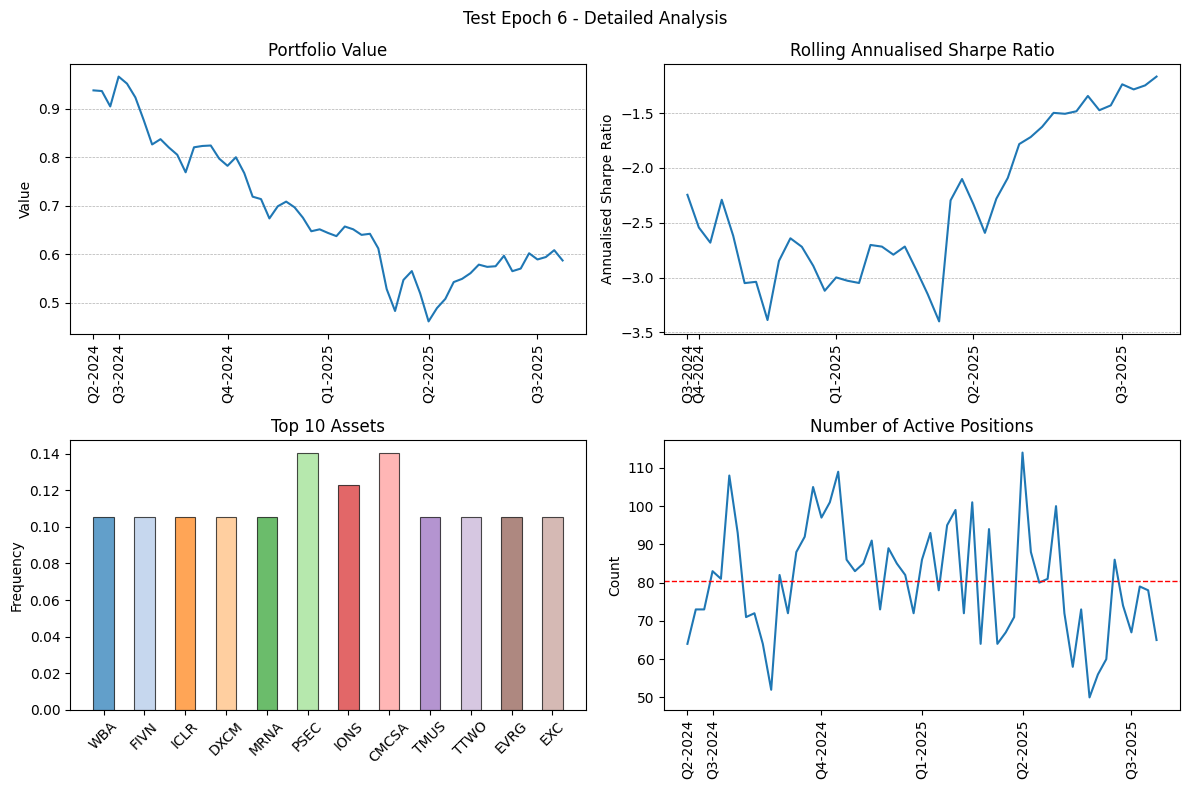 Test Epoch 6 - Detailed Analysis
Portfolio Value
Value
0.9
0.8
0.7
0.6
0.5
Q2-2024
Q3-2024
Q4-2024
Q1-2025
Q2-2025
Q3-2025
Rolling Annualised Sharpe Ratio
Annualised Sharpe Ratio
−1.5
−2.0
−2.5
−3.0
−3.5
Q3-2024
Q4-2024
Q1-2025
Q2-2025
Q3-2025
Top 10 Assets
Frequency
0.14
0.12
0.10
0.08
0.06
0.04
0.02
0.00
WBA
FIVN
ICLR
DXCM
MRNA
PSEC
IONS
CMCSA
TMUS
TTWO
EVRG
EXC
Number of Active Positions
Count
110
100
90
80
70
60
50
Q2-2024
Q3-2024
Q4-2024
Q1-2025
Q2-2025
Q3-2025